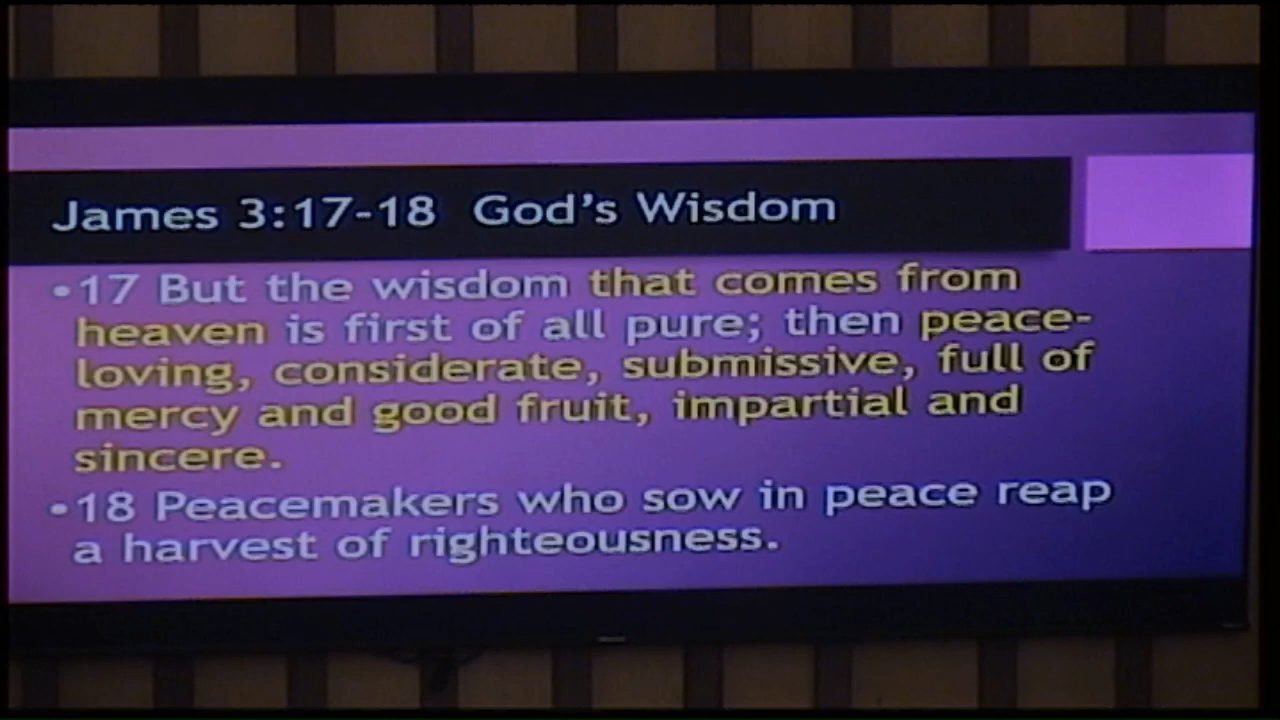 James 3:17-18 God's Wisdom
•17 But the wisdom that comes from
heaven is first of all pure; then peace-
loving, considerate, submissive, full of
mercy and good fruit, impartial and
sincere.
•18 Peacemakers who sow in peace reap
a harvest of righteousness.